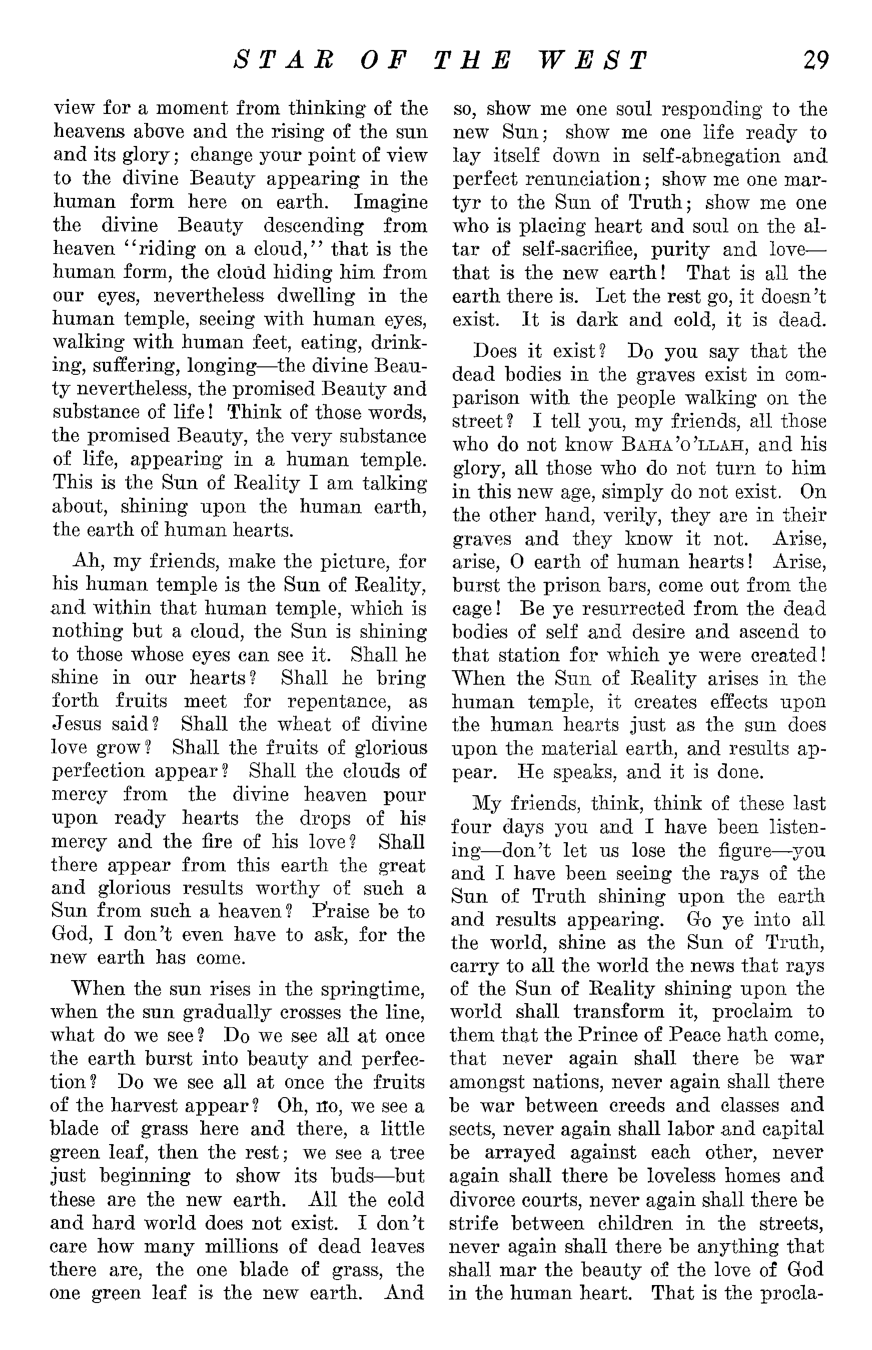 STAR OF THE WEST 29
view for a moment from thinking of the
heavens above and the rising of the sun
and its glory; change your point of view
to the divine Beauty appearing in the
human form here on earth. Imagine
the divine Beauty descending from
heaven “riding on a cloud,” that is the
human form, the cloud hiding him from
our eyes, nevertheless dwelling in the
human temple, seeing with human eyes,
walking with human feet, eating, drink-
ing, suffering, longing—the divine Beau-
ty nevertheless, the promised Beauty and
substance of life! Think of those words,
the promised Beauty, the very substance
of life, appearing in a human temple.
This is the Sun of Reality I am talking
about, shining upon the human earth,
the earth of human hearts.
Ah, my friends, make the picture, for
his human temple is the Sun of Reality,
and within that human temple, which is
nothing but a cloud, the Sun is shining
to those whose eyes can see it. Shall he
shine in our hearts? Shall he bring
forth fruits meet for repentance, as
Jesus said? Shall the wheat of divine
love grow? Shall the fruits of glorious
perfection appear? Shall the clouds of
mercy from the divine heaven pour
upon ready hearts the drops of his
mercy and the fire of his love? Shall
there appear from this earth the great
and glorious results worthy of such a
Sun from such a heaven? Praise be to
God, I don't even have to ask, for the
new earth has come.
When the sun rises in the springtime,
when the sun gradually crosses the line,
what do we see? Do we see all at once
the earth burst into beauty and perfec-
tion? Do we see all at once the fruits
of the harvest appear? Oh, no, we see a
blade of grass here and there, a little
green leaf, then the rest; we see a tree
just beginning to show its buds—but
these are the new earth. All the cold
and hard world does not exist. I don't
care how many millions of dead leaves
there are, the one blade of grass, the
one green leaf is the new earth. And
so, show me one soul responding to the
new Sun; show me one life ready to
lay itself down in self-abnegation and
perfect renunciation; show me one mar-
tyr to the Sun of Truth; show me one
who is placing heart and soul on the al-
tar of self-sacrifice, purity and love—
that is the new earth! That is all the
earth there is. Let the rest go, it doesn't
exist. It is dark and cold, it is dead.
Does it exist? Do you say that the
dead bodies in the graves exist in com-
parison with the people walking on the
street? I tell you, my friends, all those
who do not know BAHA'O'LLAH, and his
glory, all those who do not turn to him
in this new age, simply do not exist. On
the other hand, verily, they are in their
graves and they know it not. Arise,
arise, O earth of human hearts! Arise,
burst the prison bars, come out from the
cage! Be ye resurrected from the dead
bodies of self and desire and ascend to
that station for which ye were created!
When the Sun of Reality arises in the
human temple, it creates effects upon
the human hearts just as the sun does
upon the material earth, and results ap-
pear. He speaks, and it is done.
My friends, think, think of these last
four days you and I have been listen-
ing—don't let us lose the figure—you
and I have been seeing the rays of the
Sun of Truth shining upon the earth
and results appearing. Go ye into all
the world, shine as the Sun of Truth,
carry to all the world the news that rays
of the Sun of Reality shining upon the
world shall transform it, proclaim to
them that the Prince of Peace hath come,
that never again shall there be war
amongst nations, never again shall there
be war between creeds and classes and
sects, never again shall labor and capital
be arrayed against each other, never
again shall there be loveless homes and
divorce courts, never again shall there be
strife between children in the streets,
never again shall there be anything that
shall mar the beauty of the love of God
in the human heart. That is the procla-